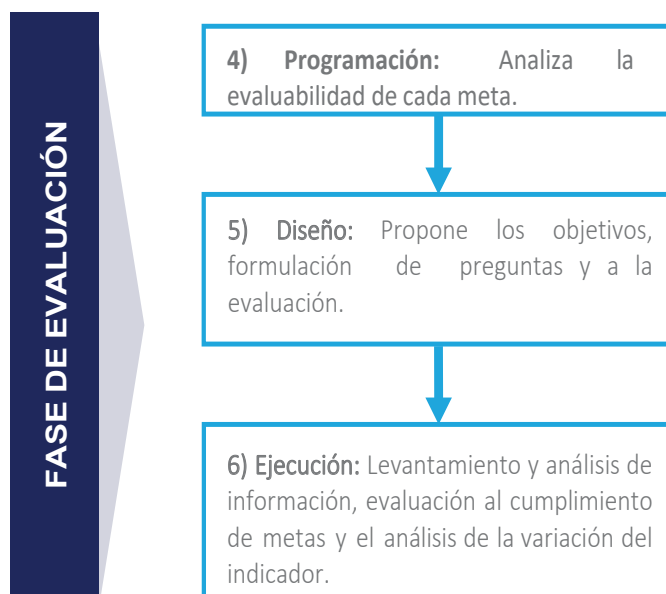 FASE DE EVALUACIÓN
4) Programación: Analiza la
evaluabilidad de cada meta.
5) Diseño: Propone los objetivos,
formulación de preguntas y a la
evaluación.
6) Ejecución: Levantamiento y análisis de
información, evaluación al cumplimiento
de metas y el análisis de la variación del
indicador.